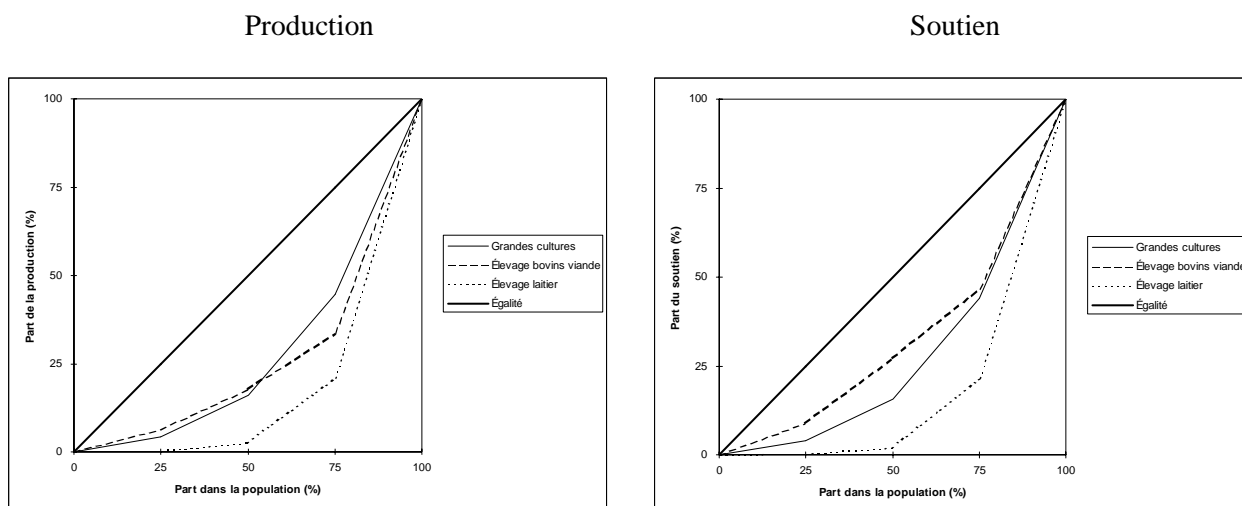 Production
Part de la production (%)
100
75
50
25
0
0 25 50 75 100
Part dans la population (%)
Grandes cultures
Élevage bovins viande
Élevage laitier
Égalité
Soutien
Part du soutien (%)
100
75
50
25
0
0 25 50 75 100
Part dans la population (%)
Grandes cultures
Élevage bovins viande
Élevage laitier
Égalité